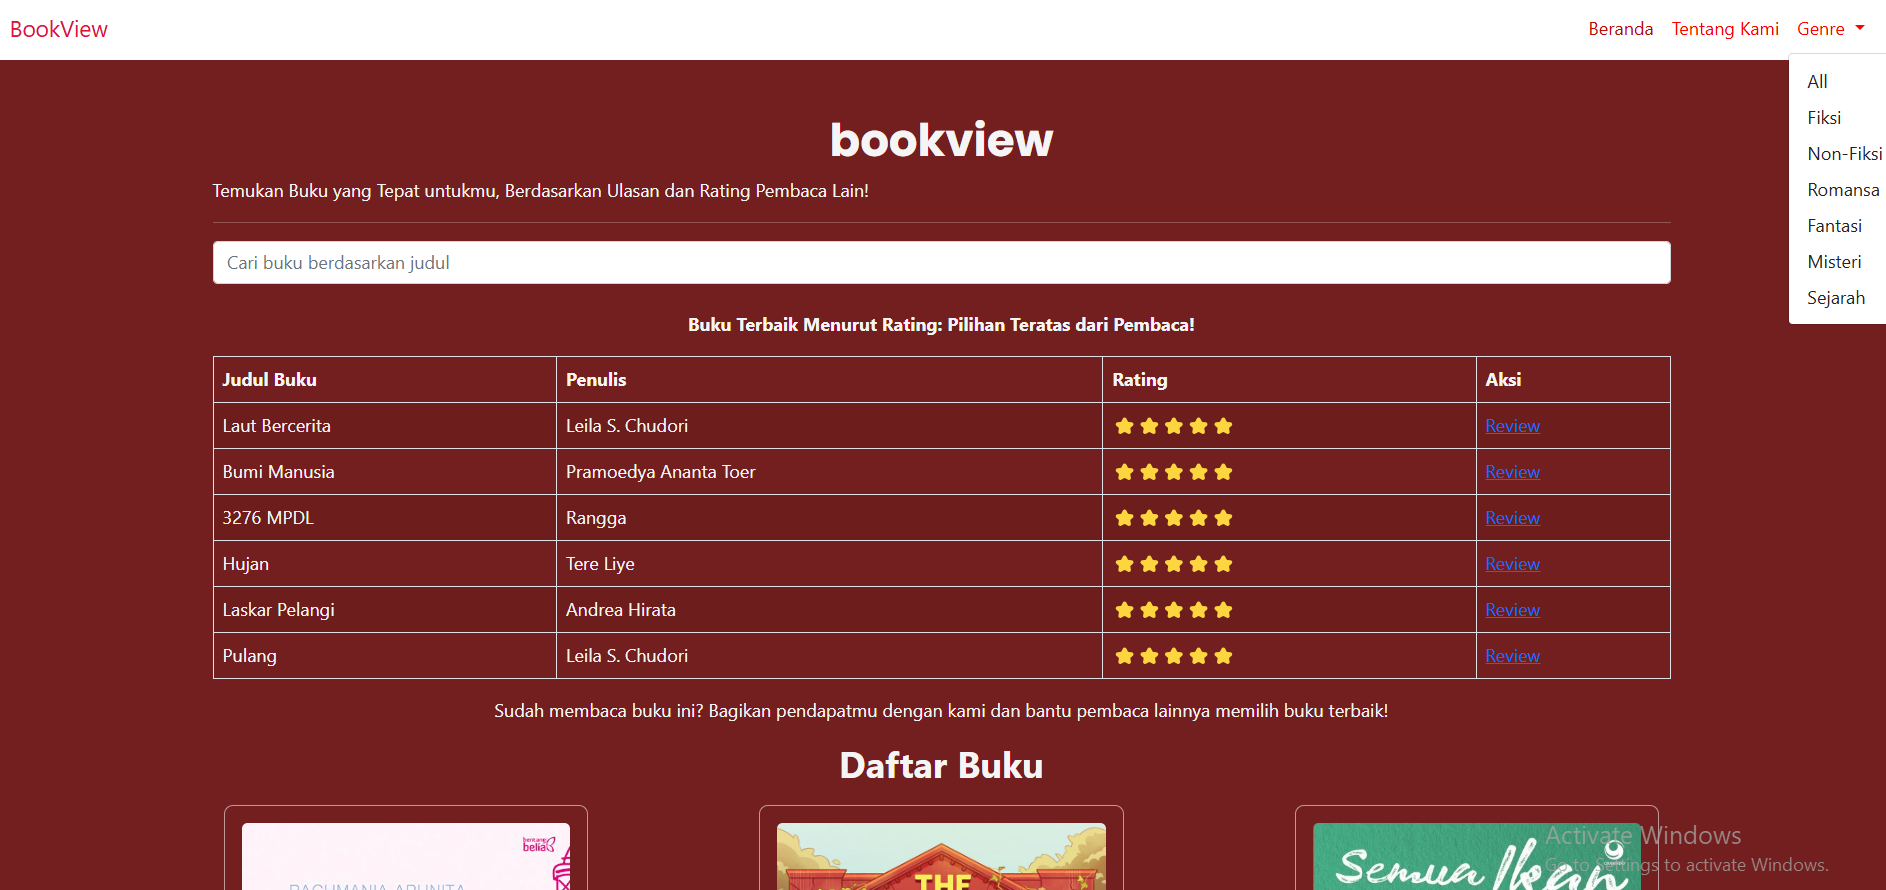 BookView
Beranda Tentang Kami Genre
All
Fiksi
Non-Fiksi
Romansa
Fantasi
Misteri
Sejarah
bookview
Temukan Buku yang Tepat untukmu, Berdasarkan Ulasan dan Rating Pembaca Lain!
Cari buku berdasarkan judul
Buku Terbaik Menurut Rating: Pilihan Teratas dari Pembaca!
Judul Buku Penulis Rating Aksi
Laut Bercerita Leila S. Chudori Review
Bumi Manusia Pramoedya Ananta Toer Review
3276 MPDL Rangga Review
Hujan Tere Liye Review
Laskar Pelangi Andrea Hirata Review
Pulang Leila S. Chudori Review
Sudah membaca buku ini? Bagikan pendapatmu dengan kami dan bantu pembaca lainnya memilih buku terbaik!
Daftar Buku
bentang belia
THE
Semua Ikan
Activate Windows
Go to Settings to activate Windows.